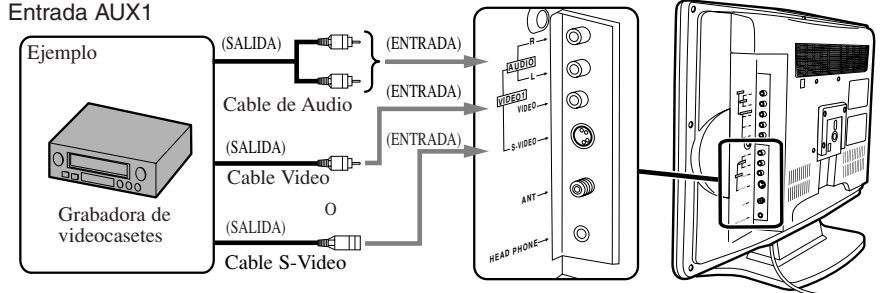 Entrada AUX1
Ejemplo
(SALIDA)
(ENTRADA)
Cable de Audio
(ENTRADA)
(SALIDA)
Cable Video
(ENTRADA)
O
Grabadora de
videocasetes
(SALIDA)
Cable S-Video
R
AUDIO
L
VIDEO1
VIDEO
S-VIDEO
ANT
HEAD PHONE